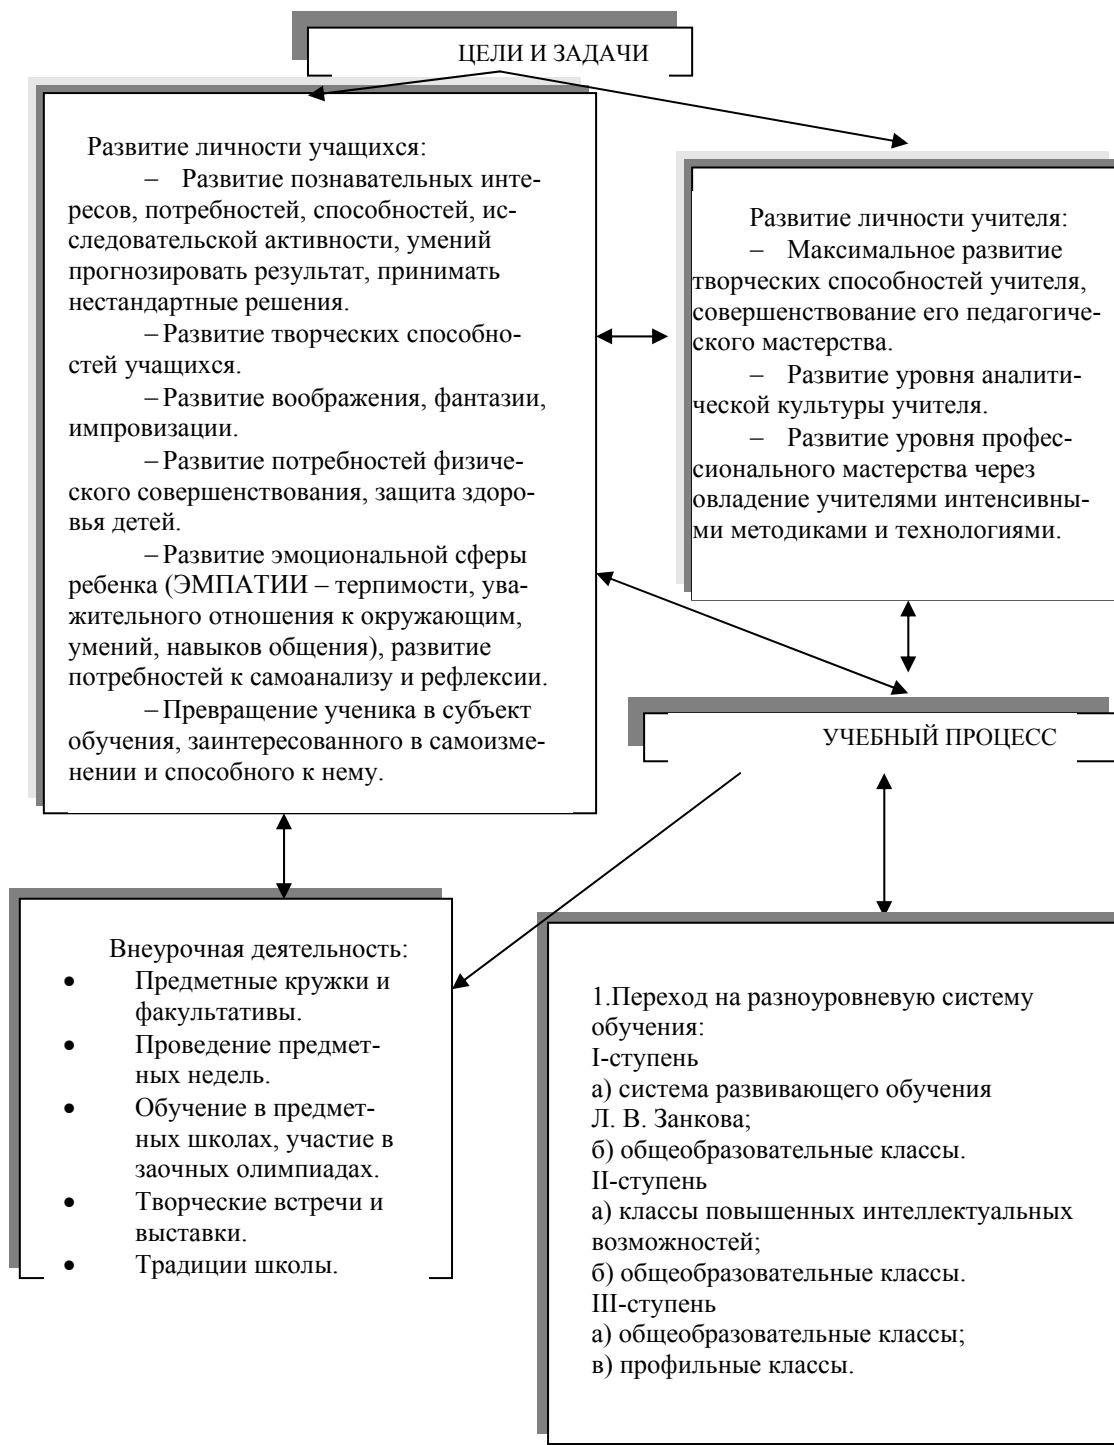 ЦЕЛИ И ЗАДАЧИ
Развитие личности учащихся:
– Развитие познавательных инте-
ресов, потребностей, способностей, ис-
следовательской активности, умений
прогнозировать результат, принимать
нестандартные решения.
– Развитие творческих способно-
стей учащихся.
– Развитие воображения, фантазии,
импровизации.
– Развитие потребностей физиче-
ского совершенствования, защита здоро-
вья детей.
– Развитие эмоциональной сферы
ребенка (ЭМПАТИИ – терпимости, ува-
жительного отношения к окружающим,
умений, навыков общения), развитие
потребностей к самоанализу и рефлексии.
– Превращение ученика в субъект
обучения, заинтересованного в самоизме-
нении и способного к нему.
Развитие личности учителя:
– Максимальное развитие
творческих способностей учителя,
совершенствование его педагогиче-
ского мастерства.
– Развитие уровня аналити-
ческой культуры учителя.
– Развитие уровня профес-
сионального мастерства через
овладение учителями интенсивны-
ми методиками и технологиями.
УЧЕБНЫЙ ПРОЦЕСС
Внеурочная деятельность:
• Предметные кружки и
факультативы.
• Проведение предмет-
ных недель.
• Обучение в предмет-
ных школах, участие в
заочных олимпиадах.
• Творческие встречи и
выставки.
• Традиции школы.
1.Переход на разноуровневую систему
обучения:
I-ступень
а) система развивающего обучения
Л. В. Занкова;
б) общеобразовательные классы.
II-ступень
а) классы повышенных интеллектуальных
возможностей;
б) общеобразовательные классы.
III-ступень
а) общеобразовательные классы;
в) профильные классы.